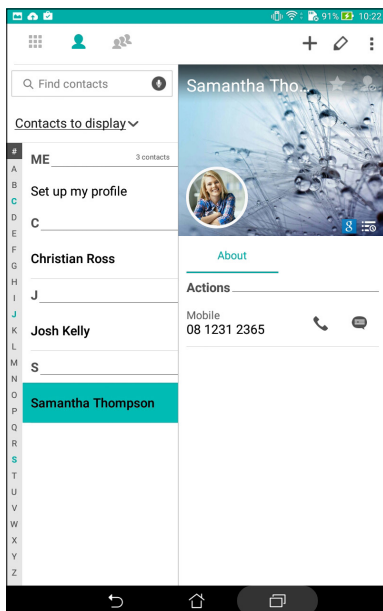 91% 10:22
Find contacts
Contacts to display
#
A
B
C
D
E
F
G
H
I
J
K
L
M
N
O
P
Q
R
S
T
U
V
W
X
Y
Z
ME 3 contacts
Set up my profile
C
Christian Ross
J
Josh Kelly
S
Samantha Thompson
Samantha Tho...
8
About
Actions
Mobile
08 1231 2365